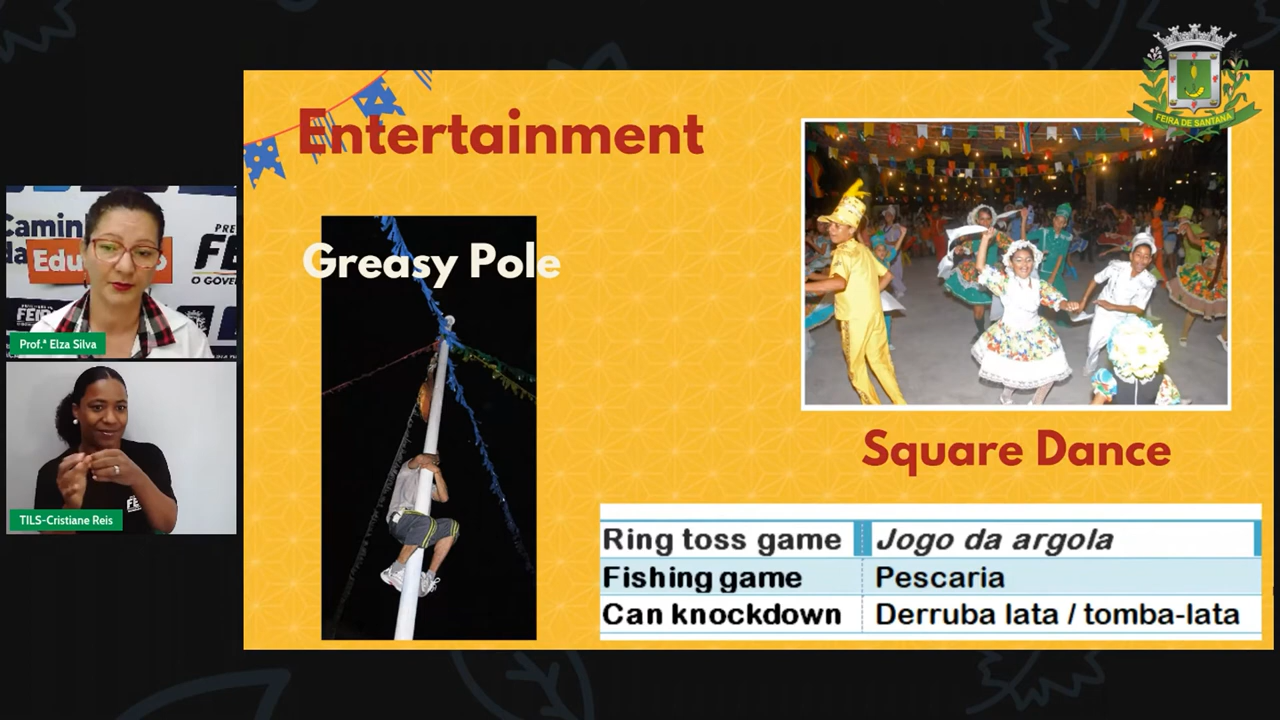 Entertainment
FEIRA DE SANTANA
Greasy Pole
Square Dance
Ring toss game Jogo da argola
Fishing game Pescaria
Can knockdown Derruba lata / tomba-lata
Prof.ª Elza Silva
TILS-Cristiane Reis